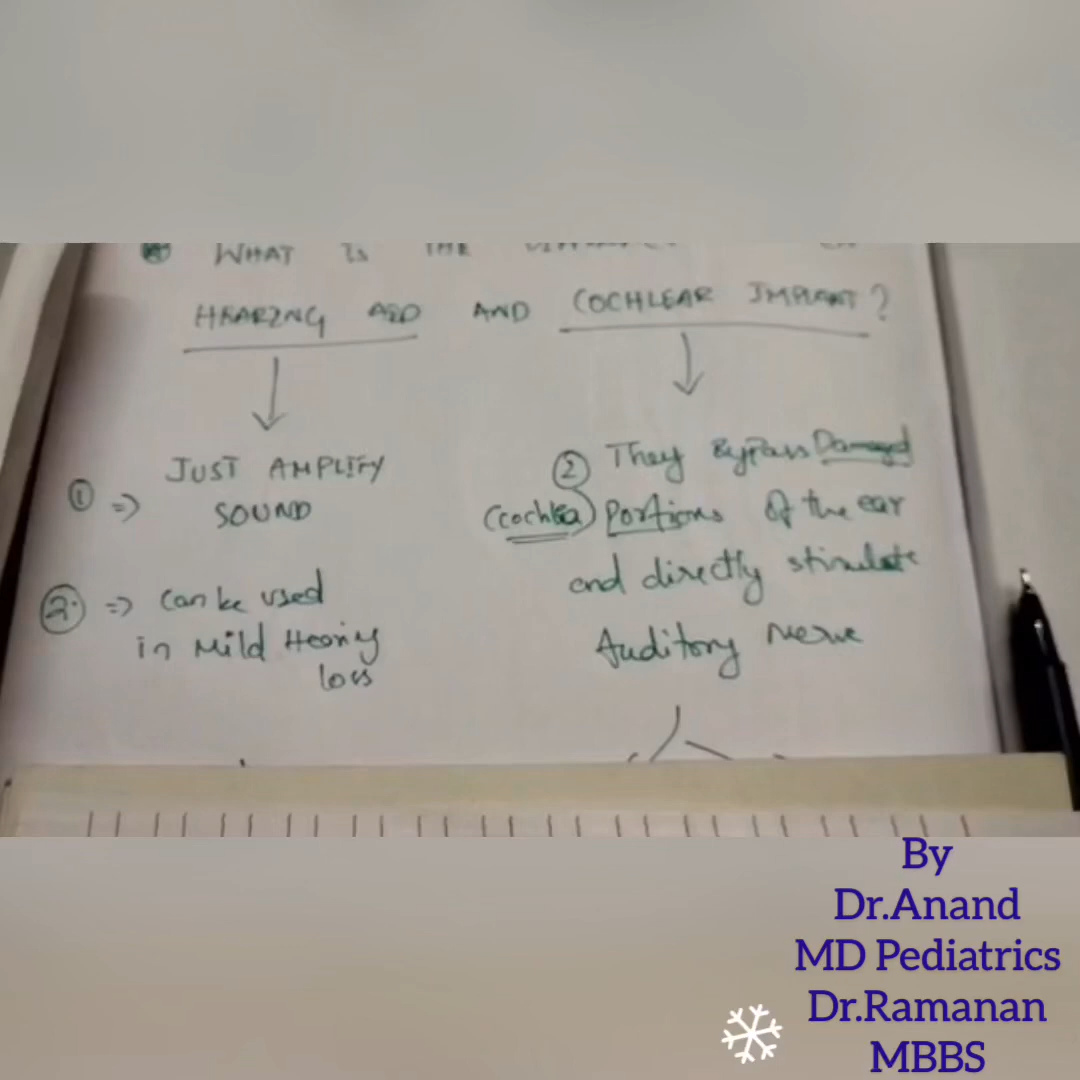 WHAT IS THE
HEARING AID AND COCHLEAR IMPLANT?
① => JUST AMPLIFY
SOUND
②. => Can be used
in Mild Hearing
loss
② They Bypass Damaged
(cochlea) Portions of the ear
and directly stimulate
Auditory nerve
By
Dr.Anand
MD Pediatrics
Dr.Ramanan
MBBS